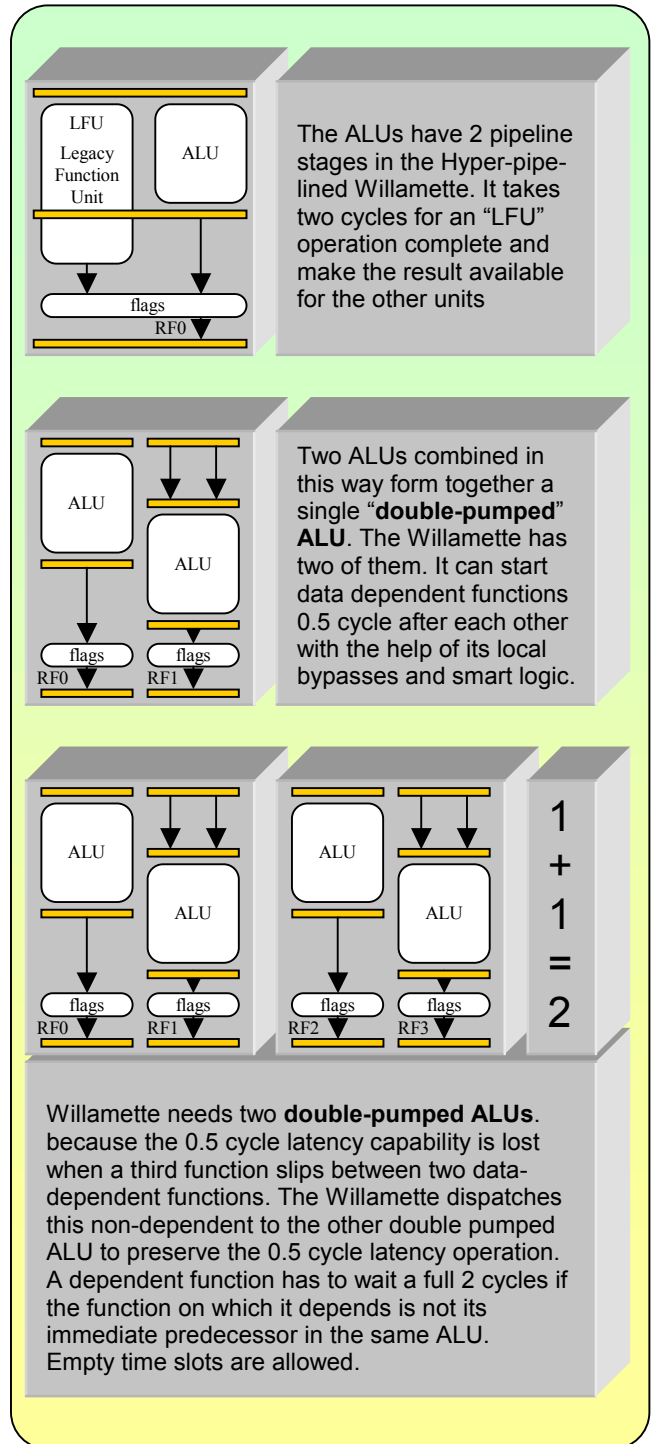 LFU
Legacy
Function
Unit
ALU
flags
RF0
The ALUs have 2 pipeline
stages in the Hyper-pipe-
lined Willamette. It takes
two cycles for an “LFU”
operation complete and
make the result available
for the other units
ALU
ALU
flags
flags
RF0
RF1
Two ALUs combined in
this way form together a
single “double-pumped”
ALU. The Willamette has
two of them. It can start
data dependent functions
0.5 cycle after each other
with the help of its local
bypasses and smart logic.
ALU
ALU
flags
flags
RF0
RF1
ALU
ALU
flags
flags
RF2
RF3
1
+
1
=
2
Willamette needs two double-pumped ALUs.
because the 0.5 cycle latency capability is lost
when a third function slips between two data-
dependent functions. The Willamette dispatches
this non-dependent to the other double pumped
ALU to preserve the 0.5 cycle latency operation.
A dependent function has to wait a full 2 cycles if
the function on which it depends is not its
immediate predecessor in the same ALU.
Empty time slots are allowed.